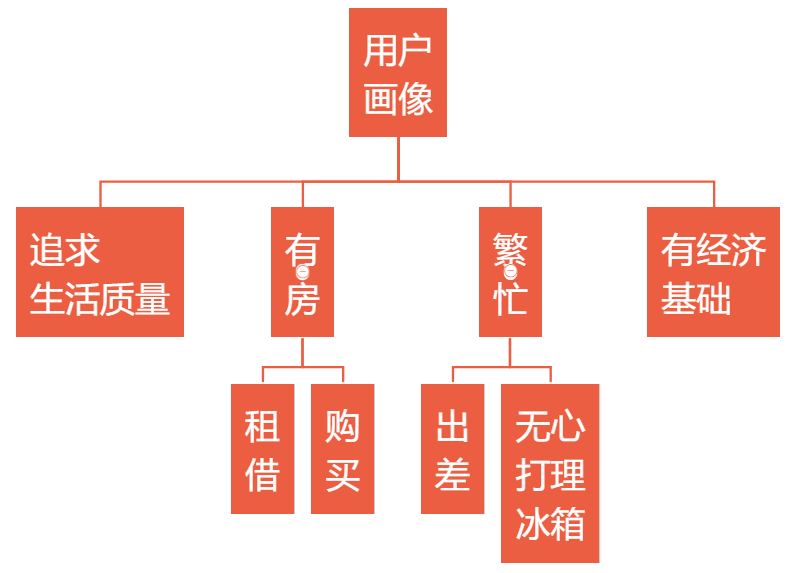 用户
画像
追求
生活质量
有
房
繁
忙
有经济
基础
租
借
购
买
出
差
无心
打理
冰箱